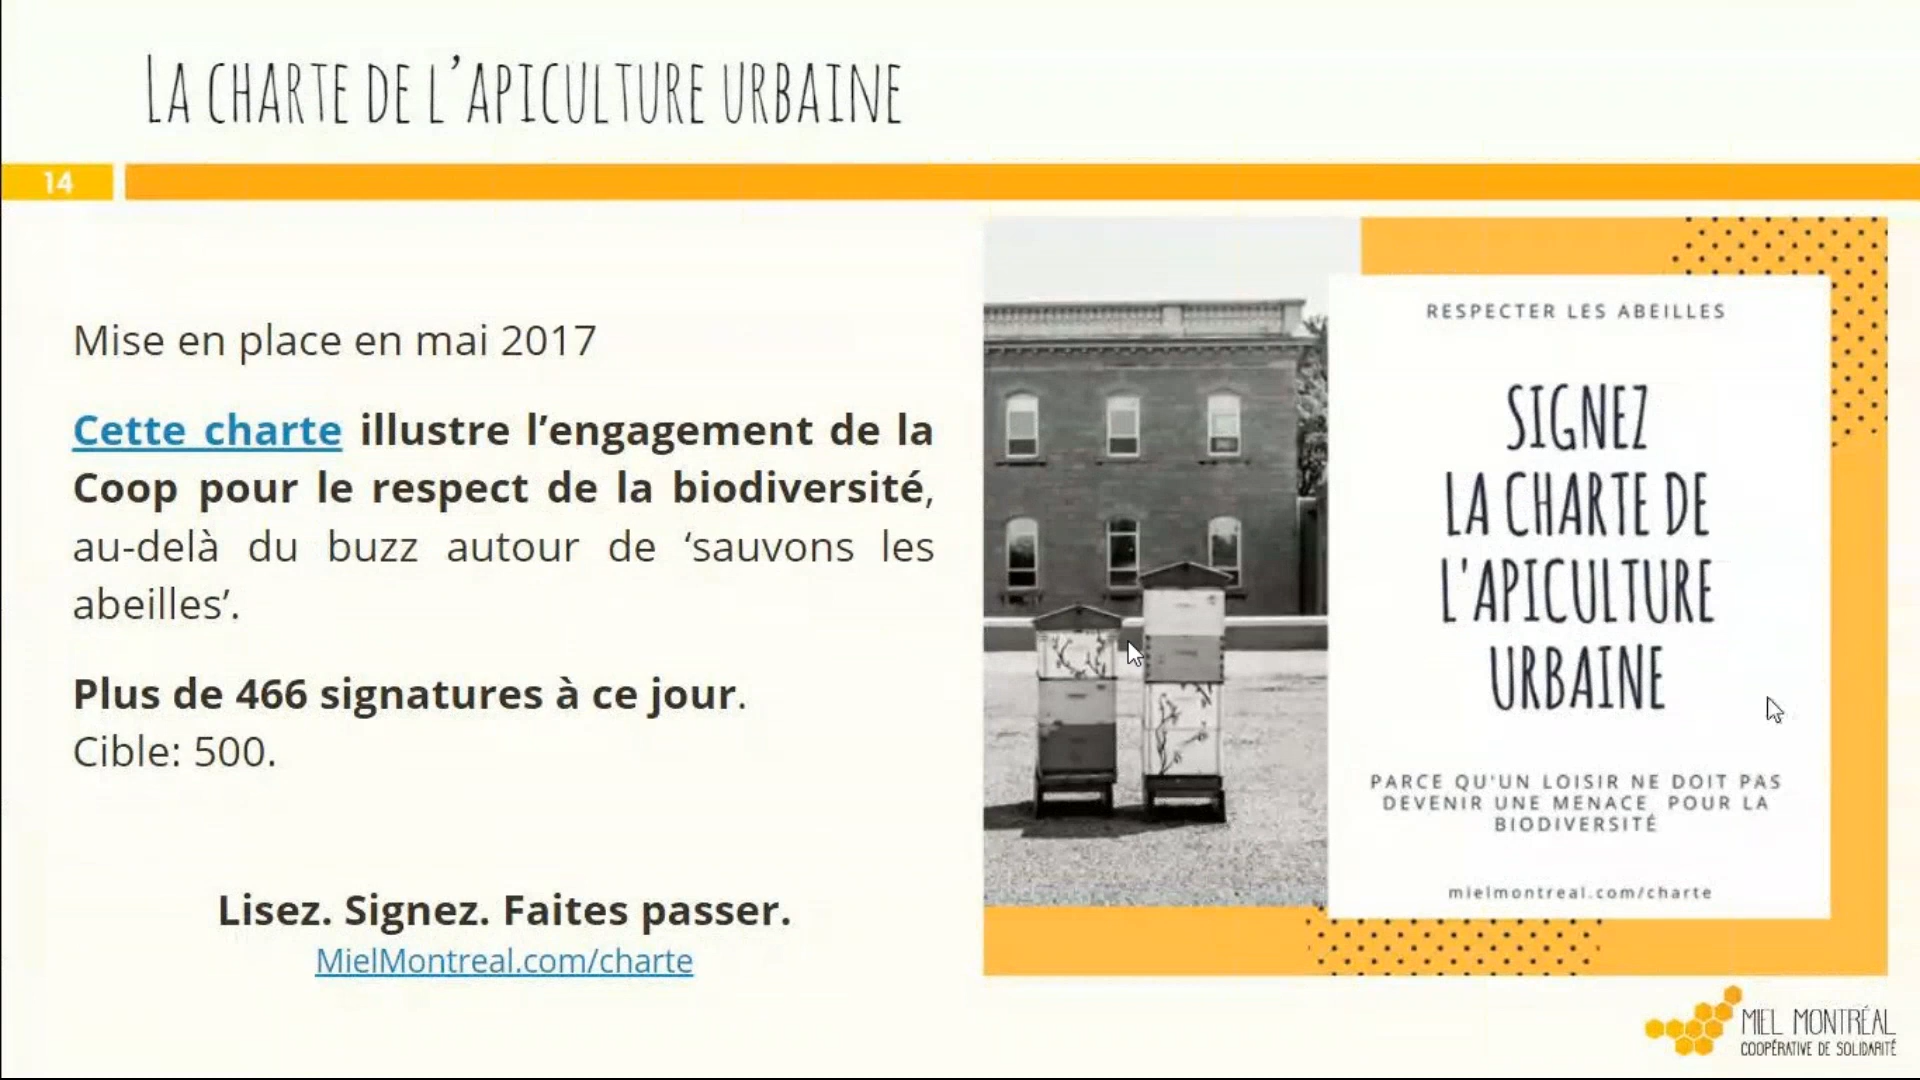 LA CHARTE DE L’APICULTURE URBAINE
14
Mise en place en mai 2017
Cette charte illustre l’engagement de la
Coop pour le respect de la biodiversité,
au-delà du buzz autour de ‘sauvons les
abeilles’.
Plus de 466 signatures à ce jour.
Cible: 500.
Lisez. Signez. Faites passer.
MielMontreal.com/charte
RESPECTER LES ABEILLES
SIGNEZ
LA CHARTE DE
L'APICULTURE
URBAINE
PARCE QU'UN LOISIR NE DOIT PAS
DEVENIR UNE MENACE POUR LA
BIODIVERSITÉ
mielmontreal.com/charte
MIEL MONTRÉAL
COOPÉRATIVE DE SOLIDARITÉ